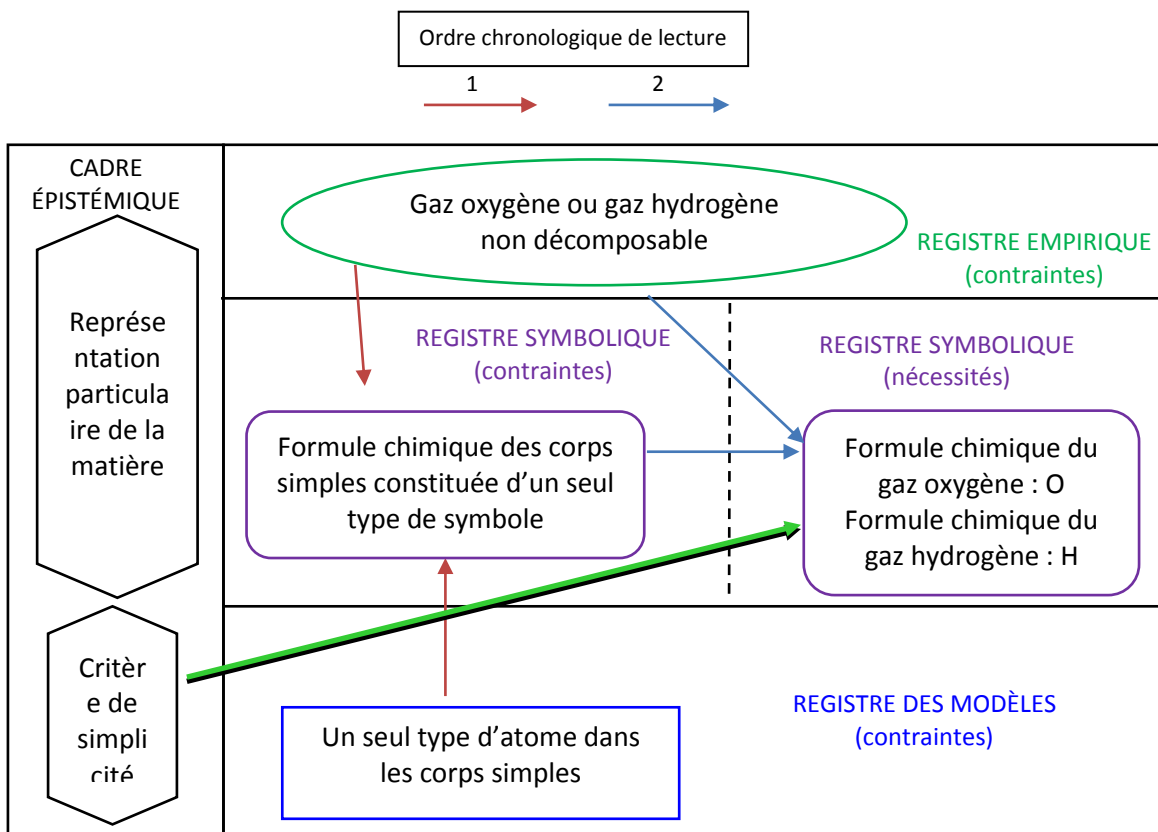 Ordre chronologique de lecture
1
2
CADRE
ÉPISTÉMIQUE
Représe
ntation
particula
ire de la
matière
Critèr
e de
simpli
cité
Gaz oxygène ou gaz hydrogène
non décomposable
REGISTRE EMPIRIQUE
(contraintes)
REGISTRE SYMBOLIQUE
(contraintes)
REGISTRE SYMBOLIQUE
(nécessités)
Formule chimique des corps
simples constituée d’un seul
type de symbole
Formule chimique du
gaz oxygène : O
Formule chimique du
gaz hydrogène : H
REGISTRE DES MODÈLES
(contraintes)
Un seul type d’atome dans
les corps simples